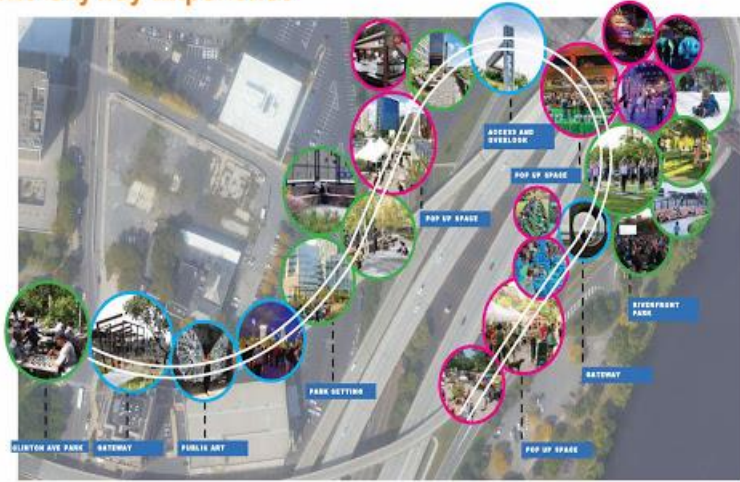 ACCESS AND
OVERLOOK
POP UP SPACE
POP UP SPACE
RIVERFRONT
PARK
GATEWAY
PARK SETTING
CLINTON AVE PARK
GATEWAY
PUBLIC ART
POP UP SPACE